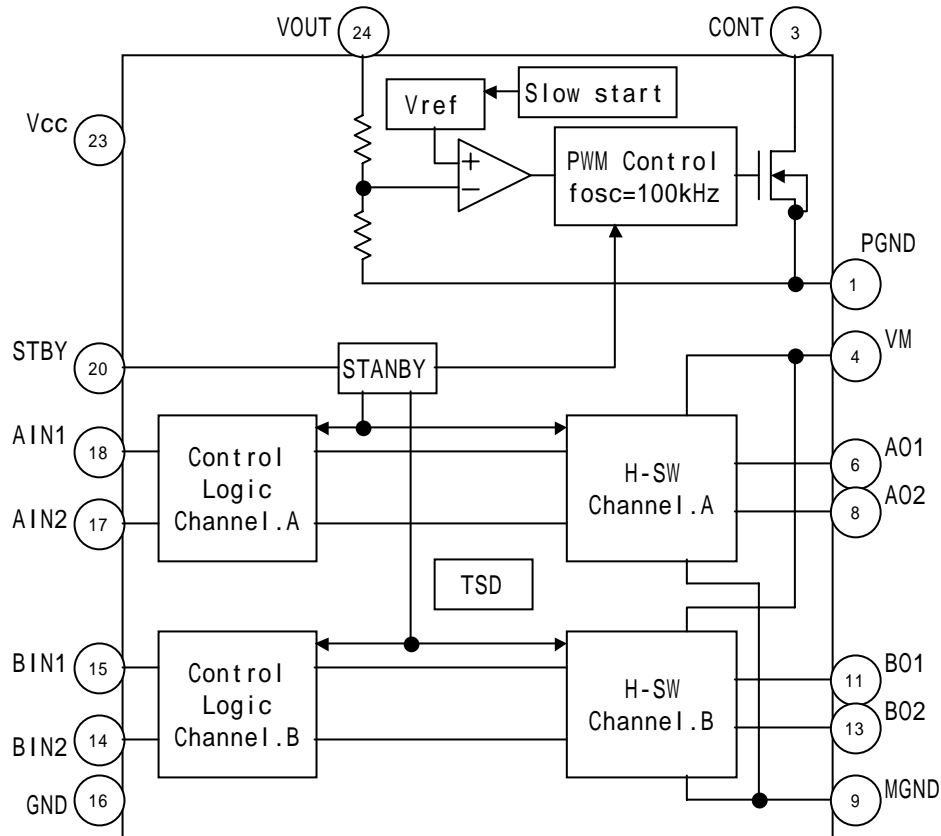 VOUT
24
CONT
3
Vcc
23
Vref
Slow start
+
−
PWM Control
fosc=100kHz
PGND
1
STBY
20
STANBY
VM
4
AIN1
18
AIN2
17
Control
Logic
Channel.A
H-SW
Channel.A
AO1
6
AO2
8
TSD
BIN1
15
BIN2
14
Control
Logic
Channel.B
H-SW
Channel.B
BO1
11
BO2
13
GND
16
MGND
9